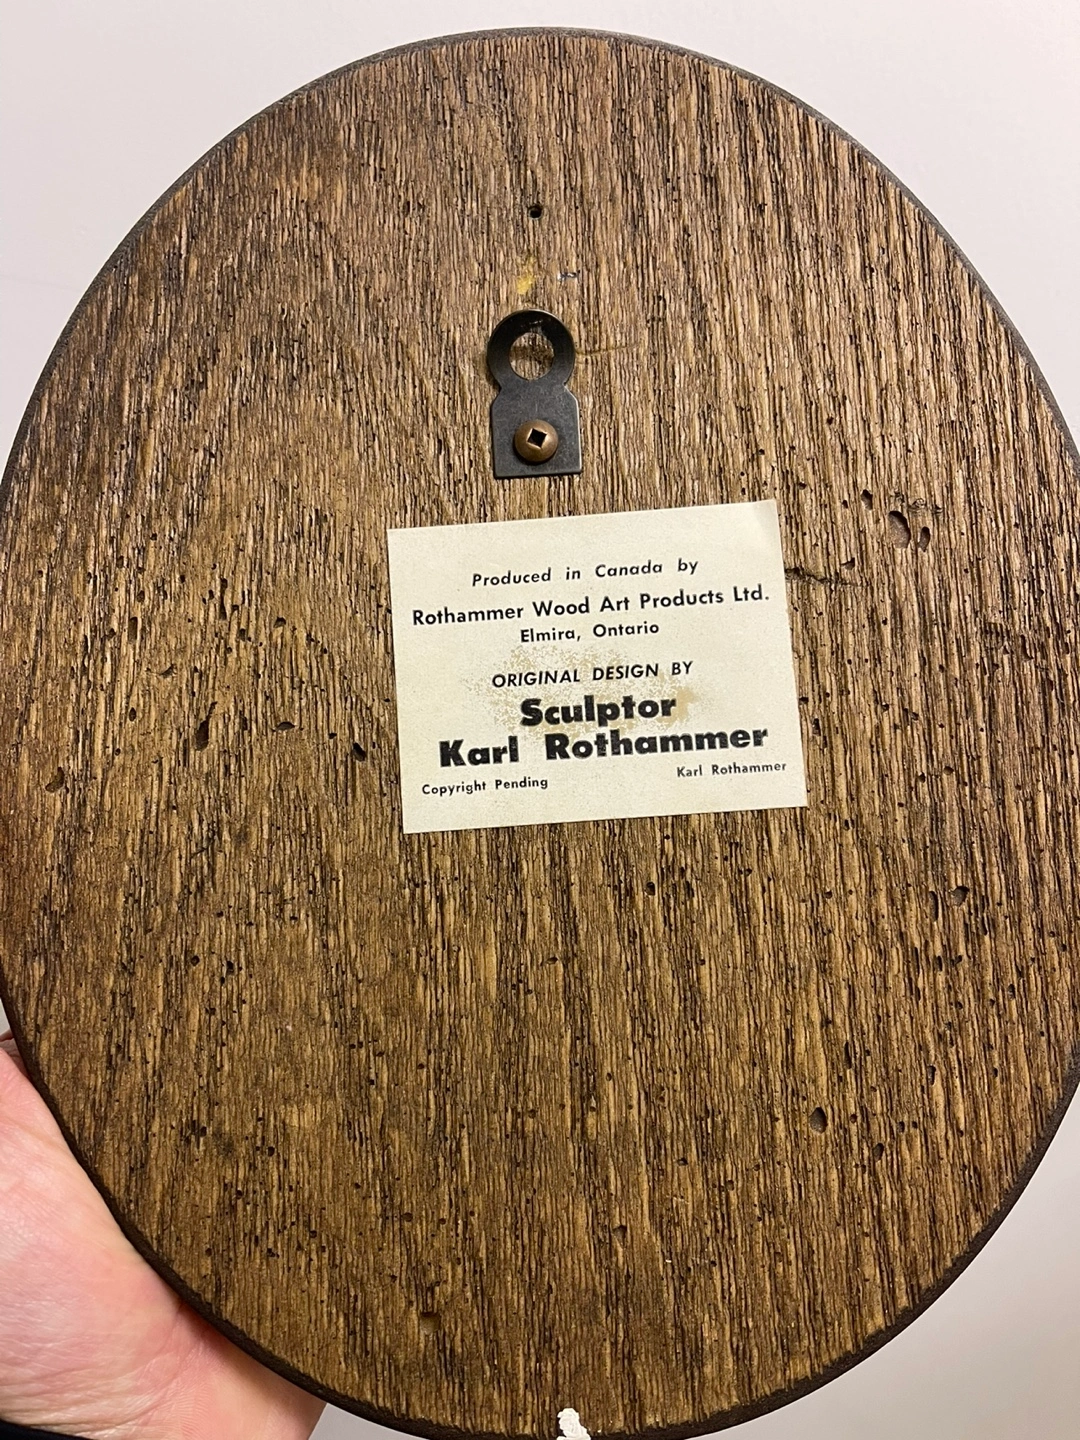 Produced in Canada by
Rothammer Wood Art Products Ltd.
Elmira, Ontario
ORIGINAL DESIGN BY
Sculptor
Karl Rothammer
Copyright Pending Karl Rothammer